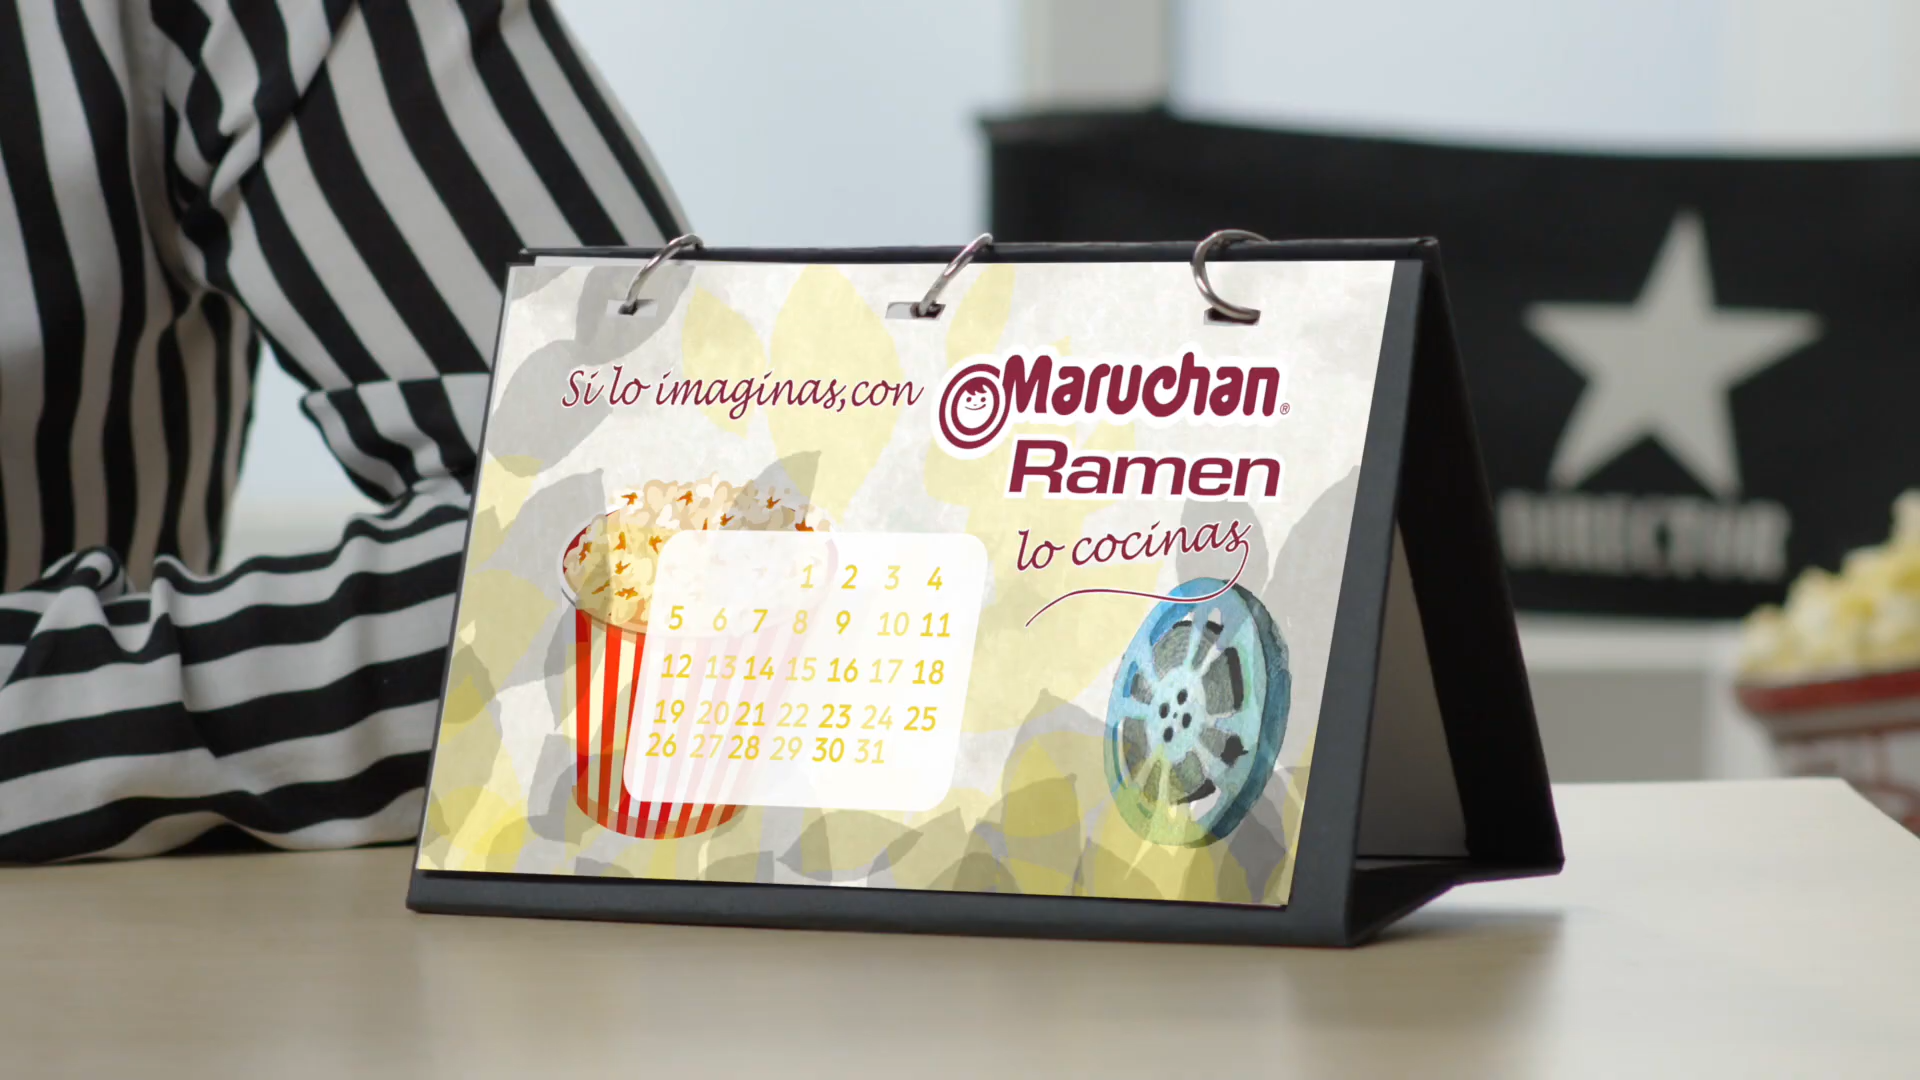 Si lo imaginas, con
Maruchan®
Ramen
lo cocinas
1 2 3 4
5 6 7 8 9 10 11
12 13 14 15 16 17 18
19 20 21 22 23 24 25
26 27 28 29 30 31
DIRECTOR